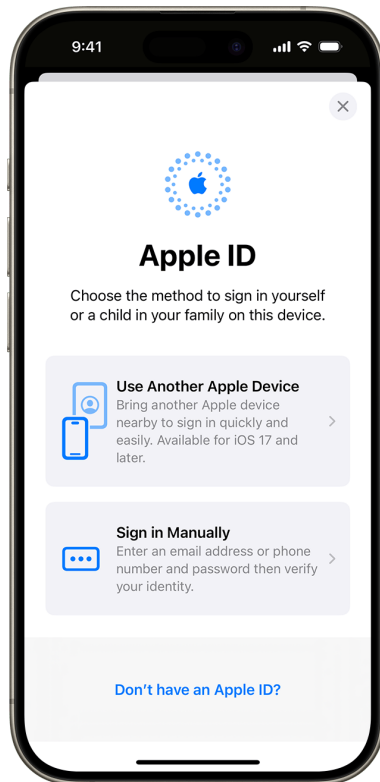 9:41
Apple ID
Choose the method to sign in yourself
or a child in your family on this device.
Use Another Apple Device
Bring another Apple device
nearby to sign in quickly and
easily. Available for iOS 17 and
later.
Sign in Manually
Enter an email address or phone
number and password then verify
your identity.
Don’t have an Apple ID?